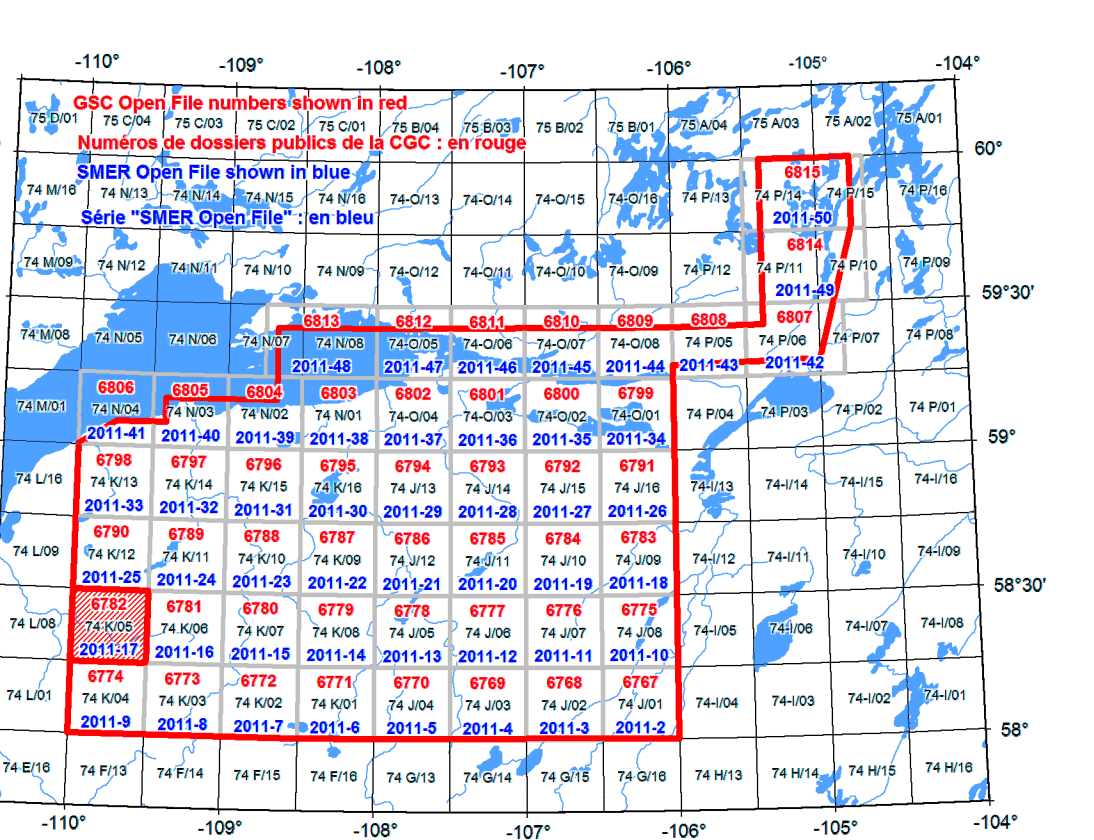 -110° -109° -108° -107° -106° -105° -104°
GSC Open File numbers shown in red
75 D/01 75 C/04 75 C/03 75 C/02 75 C/01 75 B/04 75 B/03 75 B/02 75 B/01 75 A/04 75 A/03 75 A/02 75 A/01
Numéros de dossiers publics de la CGC : en rouge
60°
SMER Open File shown in blue
6815
74 M/16 74 N/13 74 N/14 74 N/15 74 N/16 74-O/13 74-O/14 74-O/15 74-O/16 74 P/13 74 P/14 74 P/15 74 P/16
Série "SMER Open File" : en bleu
2011-50
6814
74 M/09 74 N/12 74 N/11 74 N/10 74 N/09 74-O/12 74-O/11 74-O/10 74-O/09 74 P/12 74 P/11 74 P/10 74 P/09
2011-49
59°30'
6813 6812 6811 6810 6809 6808 6807
74 M/08 74 N/05 74 N/06 74 N/07 74 N/08 74-O/05 74-O/06 74-O/07 74-O/08 74 P/05 74 P/06 74 P/07 74 P/08
2011-48 2011-47 2011-46 2011-45 2011-44 2011-43 2011-42
6806 6805 6804 6803 6802 6801 6800 6799
74 M/01 74 N/04 74 N/03 74 N/02 74 N/01 74-O/04 74-O/03 74-O/02 74-O/01 74 P/04 74 P/03 74 P/02 74 P/01
2011-41 2011-40 2011-39 2011-38 2011-37 2011-36 2011-35 2011-34
59°
6798 6797 6796 6795 6794 6793 6792 6791
74 L/16 74 K/13 74 K/14 74 K/15 74 K/16 74 J/13 74 J/14 74 J/15 74 J/16 74-I/13 74-I/14 74-I/15 74-I/16
2011-33 2011-32 2011-31 2011-30 2011-29 2011-28 2011-27 2011-26
6790 6789 6788 6787 6786 6785 6784 6783
74 L/09 74 K/12 74 K/11 74 K/10 74 K/09 74 J/12 74 J/11 74 J/10 74 J/09 74-I/12 74-I/11 74-I/10 74-I/09
2011-25 2011-24 2011-23 2011-22 2011-21 2011-20 2011-19 2011-18
58°30'
6782 6781 6780 6779 6778 6777 6776 6775
74 L/08 74 K/05 74 K/06 74 K/07 74 K/08 74 J/05 74 J/06 74 J/07 74 J/08 74-I/05 74-I/06 74-I/07 74-I/08
2011-17 2011-16 2011-15 2011-14 2011-13 2011-12 2011-11 2011-10
6774 6773 6772 6771 6770 6769 6768 6767
74 L/01 74 K/04 74 K/03 74 K/02 74 K/01 74 J/04 74 J/03 74 J/02 74 J/01 74-I/04 74-I/03 74-I/02 74-I/01
2011-9 2011-8 2011-7 2011-6 2011-5 2011-4 2011-3 2011-2
58°
74-E/16 74 F/13 74 F/14 74 F/15 74 F/16 74 G/13 74 G/14 74 G/15 74 G/16 74 H/13 74 H/14 74 H/15 74 H/16
-110° -109° -108° -107° -106° -105° -104°